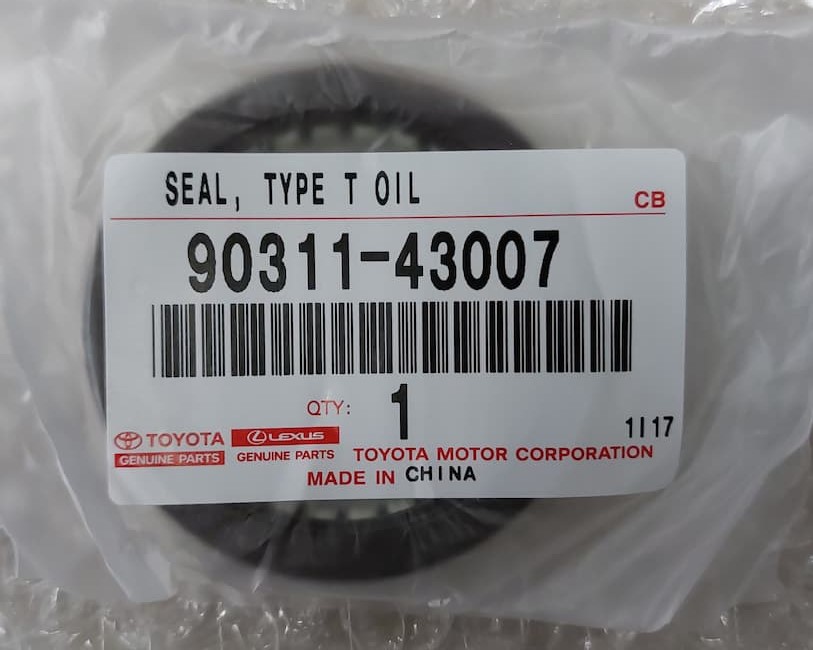 SEAL, TYPE T OIL
CB
90311-43007
QTY: 1
1I17
TOYOTA LEXUS
GENUINE PARTS GENUINE PARTS TOYOTA MOTOR CORPORATION
MADE IN CHINA